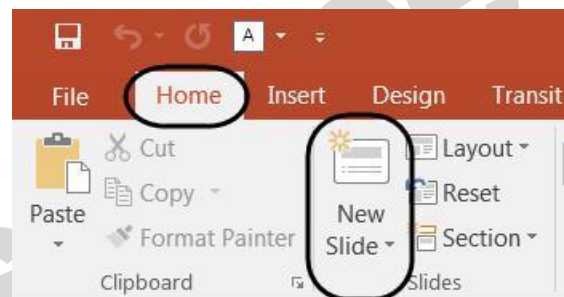 A
File Home Insert Design Transit
Cut
Copy
Format Painter
Paste
Clipboard
New
Slide
Layout
Reset
Section
Slides